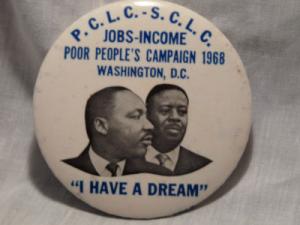 P.C.L.C. - S.C.L.C.
JOBS-INCOME
POOR PEOPLE'S CAMPAIGN 1968
WASHINGTON, D.C.
"I HAVE A DREAM"